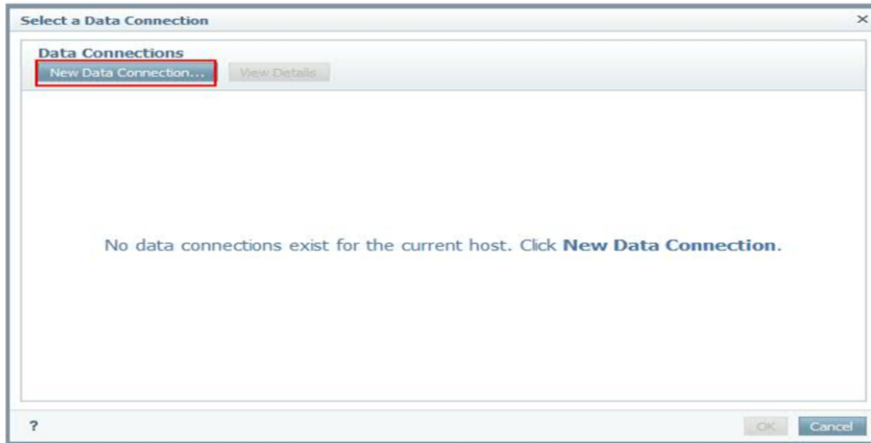 Select a Data Connection ×
Data Connections
New Data Connection... View Details
No data connections exist for the current host. Click New Data Connection.
? OK Cancel